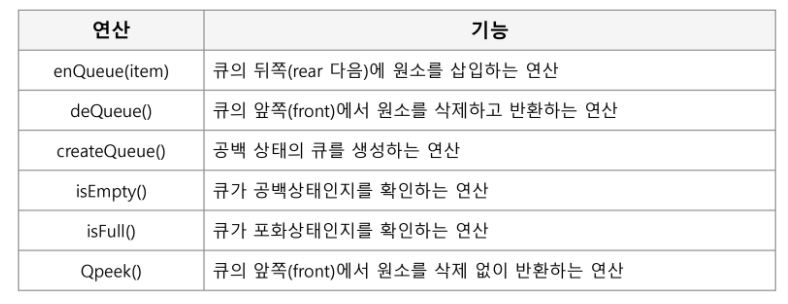 연산 기능
enQueue(item) 큐의 뒤쪽(rear 다음)에 원소를 삽입하는 연산
deQueue() 큐의 앞쪽(front)에서 원소를 삭제하고 반환하는 연산
createQueue() 공백 상태의 큐를 생성하는 연산
isEmpty() 큐가 공백상태인지를 확인하는 연산
isFull() 큐가 포화상태인지를 확인하는 연산
Qpeek() 큐의 앞쪽(front)에서 원소를 삭제 없이 반환하는 연산